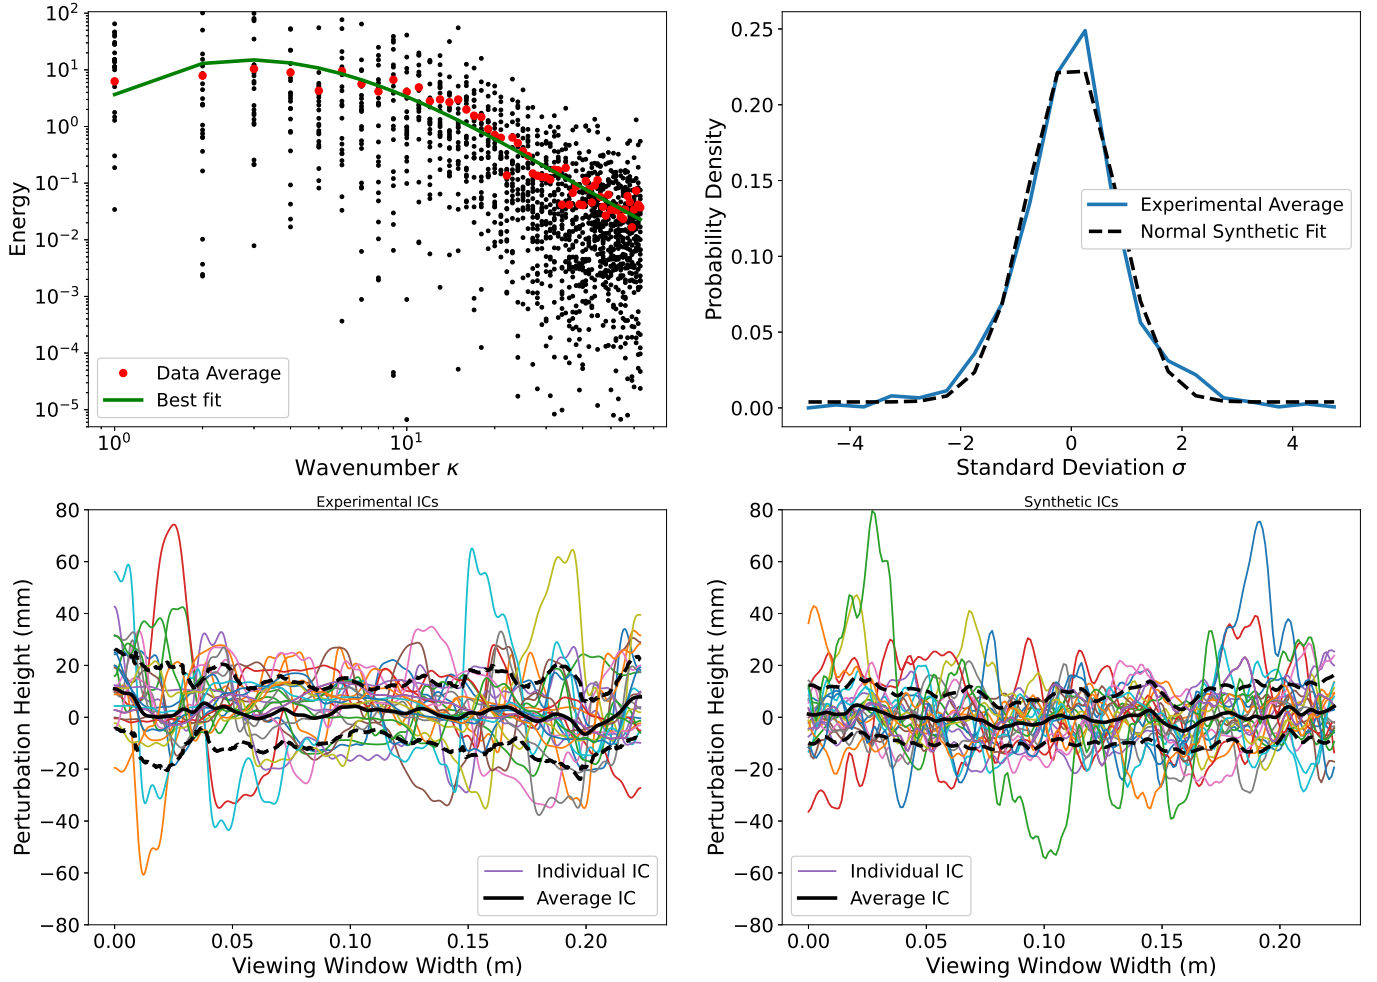 10²
10¹
10⁰
10⁻¹
10⁻²
10⁻³
10⁻⁴
10⁻⁵
Energy
Data Average
Best fit
10⁰ 10¹
Wavenumber κ
0.25
0.20
0.15
0.10
0.05
0.00
Probability Density
Experimental Average
Normal Synthetic Fit
−4 −2 0 2 4
Standard Deviation σ
Experimental ICs
80
60
40
20
0
−20
−40
−60
−80
Perturbation Height (mm)
Individual IC
Average IC
0.00 0.05 0.10 0.15 0.20
Viewing Window Width (m)
Synthetic ICs
80
60
40
20
0
−20
−40
−60
−80
Perturbation Height (mm)
Individual IC
Average IC
0.00 0.05 0.10 0.15 0.20
Viewing Window Width (m)